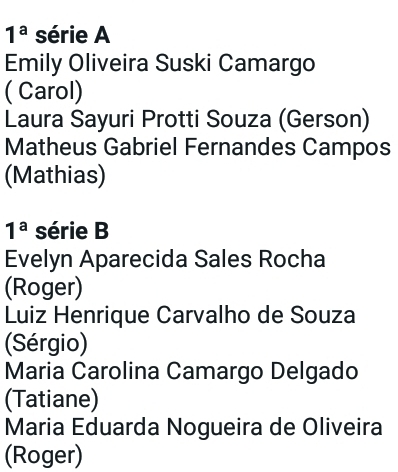 1ª série A
Emily Oliveira Suski Camargo
( Carol)
Laura Sayuri Protti Souza (Gerson)
Matheus Gabriel Fernandes Campos
(Mathias)
1ª série B
Evelyn Aparecida Sales Rocha
(Roger)
Luiz Henrique Carvalho de Souza
(Sérgio)
Maria Carolina Camargo Delgado
(Tatiane)
Maria Eduarda Nogueira de Oliveira
(Roger)